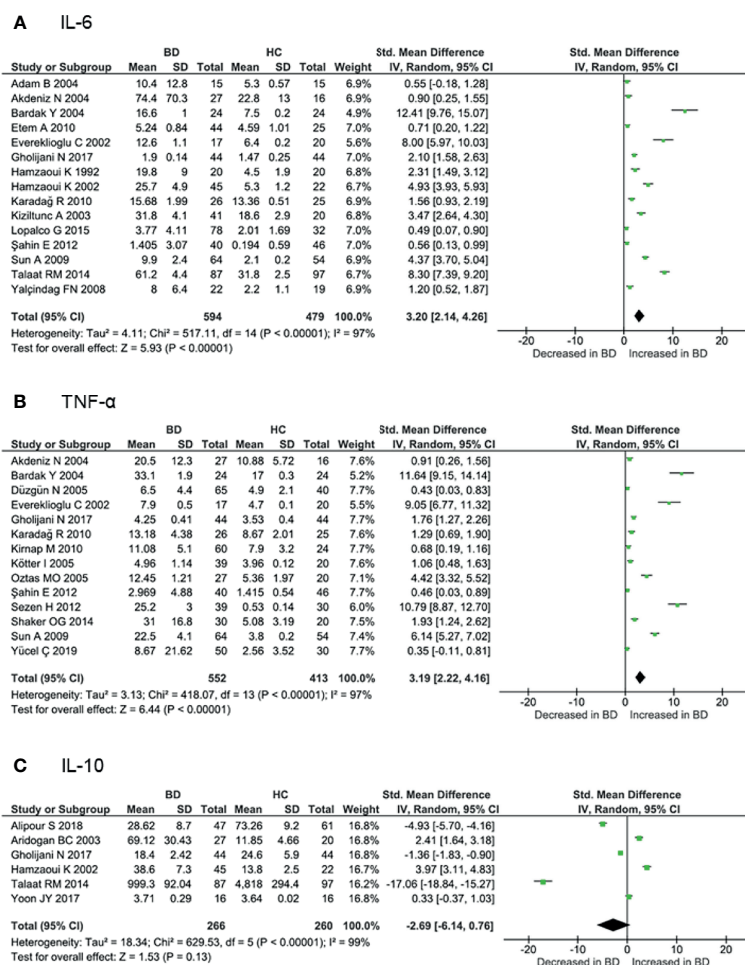 A IL-6
BD HC Std. Mean Difference Std. Mean Difference
Study or Subgroup Mean SD Total Mean SD Total Weight IV, Random, 95% CI IV, Random, 95% CI
Adam B 2004 10.4 12.8 15 5.3 0.57 15 6.9% 0.55 [-0.18, 1.28]
Akdeniz N 2004 74.4 70.3 27 22.8 13 16 6.9% 0.90 [0.25, 1.55]
Bardak Y 2004 16.6 1 24 7.5 0.2 24 5.2% 12.41 [9.76, 15.07]
Etem A 2010 5.24 0.84 44 4.59 1.01 25 7.0% 0.71 [0.20, 1.22]
Evereklioglu C 2002 12.6 1.1 17 6.4 0.2 20 5.9% 8.00 [5.97, 10.03]
Gholijani N 2017 1.9 0.14 44 1.47 0.25 44 7.0% 2.10 [1.58, 2.63]
Hamzaoui K 1992 19.8 9 20 4.5 1.9 20 6.9% 2.31 [1.49, 3.12]
Hamzaoui K 2002 25.7 4.9 45 5.3 1.2 22 6.8% 4.93 [3.93, 5.93]
Karadağ R 2010 15.68 1.99 26 13.36 0.51 25 6.9% 1.56 [0.93, 2.19]
Kiziltunc A 2003 31.8 4.1 41 18.6 2.9 20 6.9% 3.47 [2.64, 4.30]
Lopalco G 2015 3.77 4.11 78 2.01 1.69 32 7.0% 0.49 [0.07, 0.90]
Şahin E 2012 1.405 3.07 40 0.194 0.59 46 7.0% 0.56 [0.13, 0.99]
Sun A 2009 9.9 2.4 64 2.1 0.2 54 6.9% 4.37 [3.70, 5.04]
Talaat RM 2014 61.2 4.4 87 31.8 2.5 97 6.8% 8.30 [7.39, 9.20]
Yalçindag FN 2008 8 6.4 22 2.2 1.1 19 6.9% 1.20 [0.52, 1.87]
Total (95% CI) 594 479 100.0% 3.20 [2.14, 4.26]
Heterogeneity: Tau² = 4.11; Chi² = 517.11, df = 14 (P < 0.00001); I² = 97%
Test for overall effect: Z = 5.93 (P < 0.00001)
-20 -10 0 10 20
Decreased in BD Increased in BD
B TNF-α
BD HC Std. Mean Difference Std. Mean Difference
Study or Subgroup Mean SD Total Mean SD Total Weight IV, Random, 95% CI IV, Random, 95% CI
Akdeniz N 2004 20.5 12.3 27 10.88 5.72 16 7.6% 0.91 [0.26, 1.56]
Bardak Y 2004 33.1 1.9 24 17 0.3 24 5.2% 11.64 [9.15, 14.14]
Düzgün N 2005 6.5 4.4 65 4.9 2.1 40 7.7% 0.43 [0.03, 0.83]
Evereklioglu C 2002 7.9 0.5 17 4.7 0.1 20 5.5% 9.05 [6.77, 11.32]
Gholijani N 2017 4.25 0.41 44 3.53 0.4 44 7.7% 1.76 [1.27, 2.26]
Karadağ R 2010 13.18 4.38 26 8.67 2.01 25 7.6% 1.29 [0.69, 1.90]
Kirnap M 2010 11.08 5.1 60 7.9 3.2 24 7.7% 0.68 [0.19, 1.16]
Kötter I 2005 4.96 1.14 39 3.96 0.12 20 7.6% 1.06 [0.48, 1.63]
Oztas MO 2005 12.45 1.21 27 5.36 1.97 20 7.1% 4.42 [3.32, 5.52]
Şahin E 2012 2.969 4.88 40 1.415 0.54 46 7.7% 0.46 [0.03, 0.89]
Sezen H 2012 25.2 3 39 0.53 0.14 30 6.0% 10.79 [8.87, 12.70]
Shaker OG 2014 31 16.8 30 5.08 3.19 20 7.5% 1.93 [1.24, 2.62]
Sun A 2009 22.5 4.1 64 3.8 0.2 54 7.4% 6.14 [5.27, 7.02]
Yücel Ç 2019 8.67 21.62 50 2.56 3.52 30 7.7% 0.35 [-0.11, 0.81]
Total (95% CI) 552 413 100.0% 3.19 [2.22, 4.16]
Heterogeneity: Tau² = 3.13; Chi² = 418.07, df = 13 (P < 0.00001); I² = 97%
Test for overall effect: Z = 6.44 (P < 0.00001)
-20 -10 0 10 20
Decreased in BD Increased in BD
C IL-10
BD HC Std. Mean Difference Std. Mean Difference
Study or Subgroup Mean SD Total Mean SD Total Weight IV, Random, 95% CI IV, Random, 95% CI
Alipour S 2018 28.62 8.7 47 73.26 9.2 61 16.8% -4.93 [-5.70, -4.16]
Aridogan BC 2003 69.12 30.43 27 11.85 4.66 20 16.8% 2.41 [1.64, 3.18]
Gholijani N 2017 18.4 2.42 44 24.6 5.9 44 16.9% -1.36 [-1.83, -0.90]
Hamzaoui K 2002 38.6 7.3 45 13.8 2.5 22 16.7% 3.97 [3.11, 4.83]
Talaat RM 2014 999.3 92.04 87 4,818 294.4 97 16.2% -17.06 [-18.84, -15.27]
Yoon JY 2017 3.71 0.29 16 3.64 0.02 16 16.8% 0.33 [-0.37, 1.03]
Total (95% CI) 266 260 100.0% -2.69 [-6.14, 0.76]
Heterogeneity: Tau² = 18.34; Chi² = 629.53, df = 5 (P < 0.00001); I² = 99%
Test for overall effect: Z = 1.53 (P = 0.13)
-20 -10 0 10 20
Decreased in BD Increased in BD